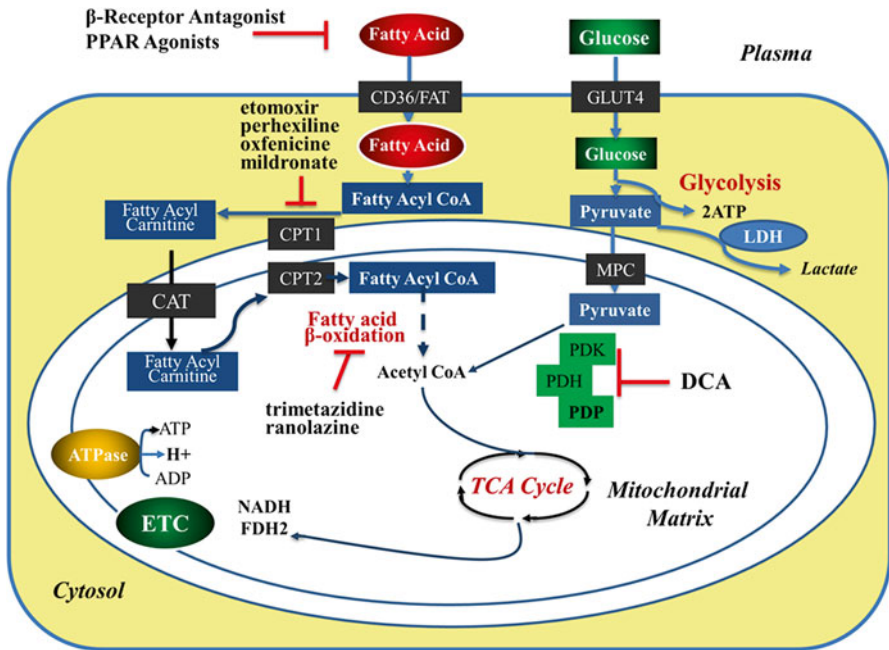 β-Receptor Antagonist
PPAR Agonists
Fatty Acid
Glucose
Plasma
CD36/FAT
GLUT4
etomoxir
perhexiline
oxfenicine
mildronate
Fatty Acid
Glucose
Glycolysis
Fatty Acyl CoA
Fatty Acyl
Carnitine
Pyruvate
2ATP
LDH
Lactate
CPT1
MPC
CPT2
Fatty Acyl CoA
CAT
Pyruvate
Fatty acid
β-oxidation
Fatty Acyl
Carnitine
Acetyl CoA
PDK
PDH
PDP
DCA
trimetazidine
ranolazine
ATPase
ATP
H+
ADP
TCA Cycle
Mitochondrial
Matrix
ETC
NADH
FDH2
Cytosol